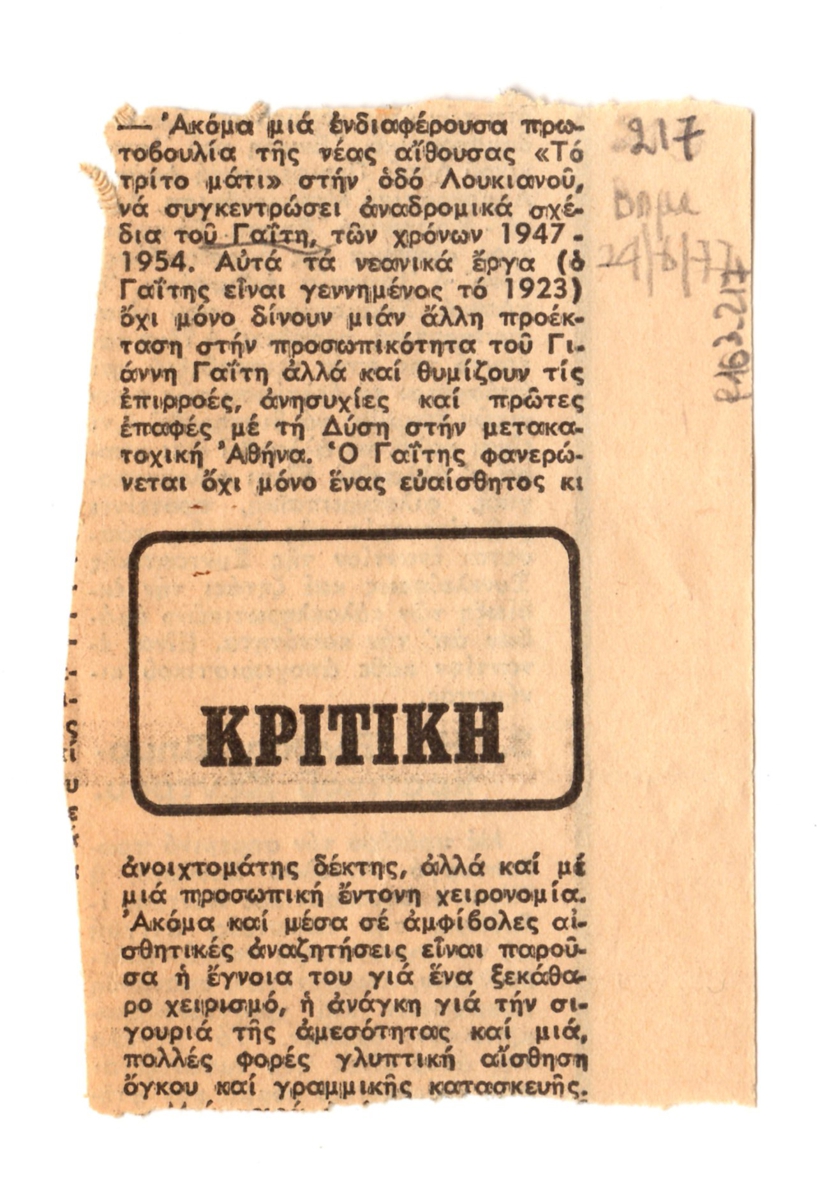 — Ἀκόμα μιά ἐνδιαφέρουσα πρω-
τοβουλία τῆς νέας αἴθουσας «Τό
τρίτο μάτι» στήν ὁδό Λουκιανοῦ,
νά συγκεντρώσει ἀναδρομικά σχέ-
δια τοῦ Γαΐτη, τῶν χρόνων 1947 -
1954. Αὐτά τά νεανικά ἔργα (ὁ
Γαΐτης εἶναι γεννημένος τό 1923)
ὄχι μόνο δίνουν μιάν ἄλλη προέκ-
ταση στήν προσωπικότητα τοῦ Γι-
άννη Γαΐτη ἀλλά καί θυμίζουν τίς
ἐπιρροές, ἀνησυχίες καί πρῶτες
ἐπαφές μέ τή Δύση στήν μετακα-
τοχική Ἀθήνα. Ὁ Γαΐτης φανερώ-
νεται ὄχι μόνο ἕνας εὐαίσθητος κι
ΚΡΙΤΙΚΗ
ἀνοιχτομάτης δέκτης, ἀλλά καί μέ
μιά προσωπική ἔντονη χειρονομία.
Ἀκόμα καί μέσα σέ ἀμφίβολες αἰ-
σθητικές ἀναζητήσεις εἶναι παροῦ-
σα ἡ ἔγνοια του γιά ἕνα ξεκάθα-
ρο χειρισμό, ἡ ἀνάγκη γιά τήν σι-
γουριά τῆς ἀμεσότητας καί μιά,
πολλές φορές γλυπτική αἴσθηση
ὄγκου καί γραμμικῆς κατασκευῆς.
217
Βημα
24/6/77